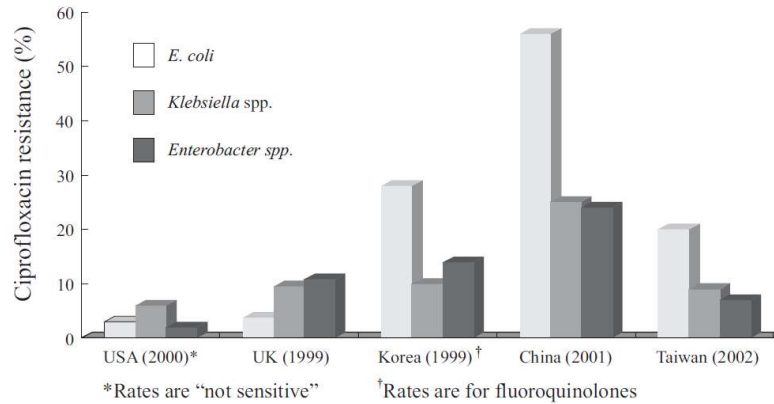 Ciprofloxacin resistance (%)
60
50
40
30
20
10
0
E. coli
Klebsiella spp.
Enterobacter spp.
USA (2000)* UK (1999) Korea (1999)† China (2001) Taiwan (2002)
*Rates are “not sensitive” †Rates are for fluoroquinolones